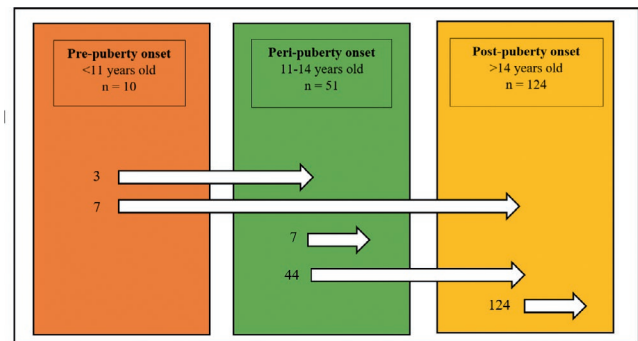 Pre-puberty onset
<11 years old
n = 10
Peri-puberty onset
11-14 years old
n = 51
Post-puberty onset
>14 years old
n = 124
3
7
7
44
124